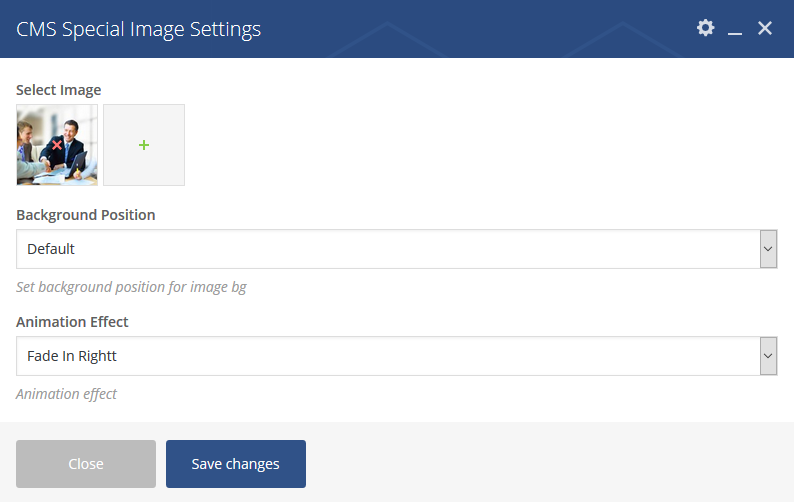 CMS Special Image Settings
Select Image
Background Position
Default
Set background position for image bg
Animation Effect
Fade In Rightt
Animation effect
Close
Save changes